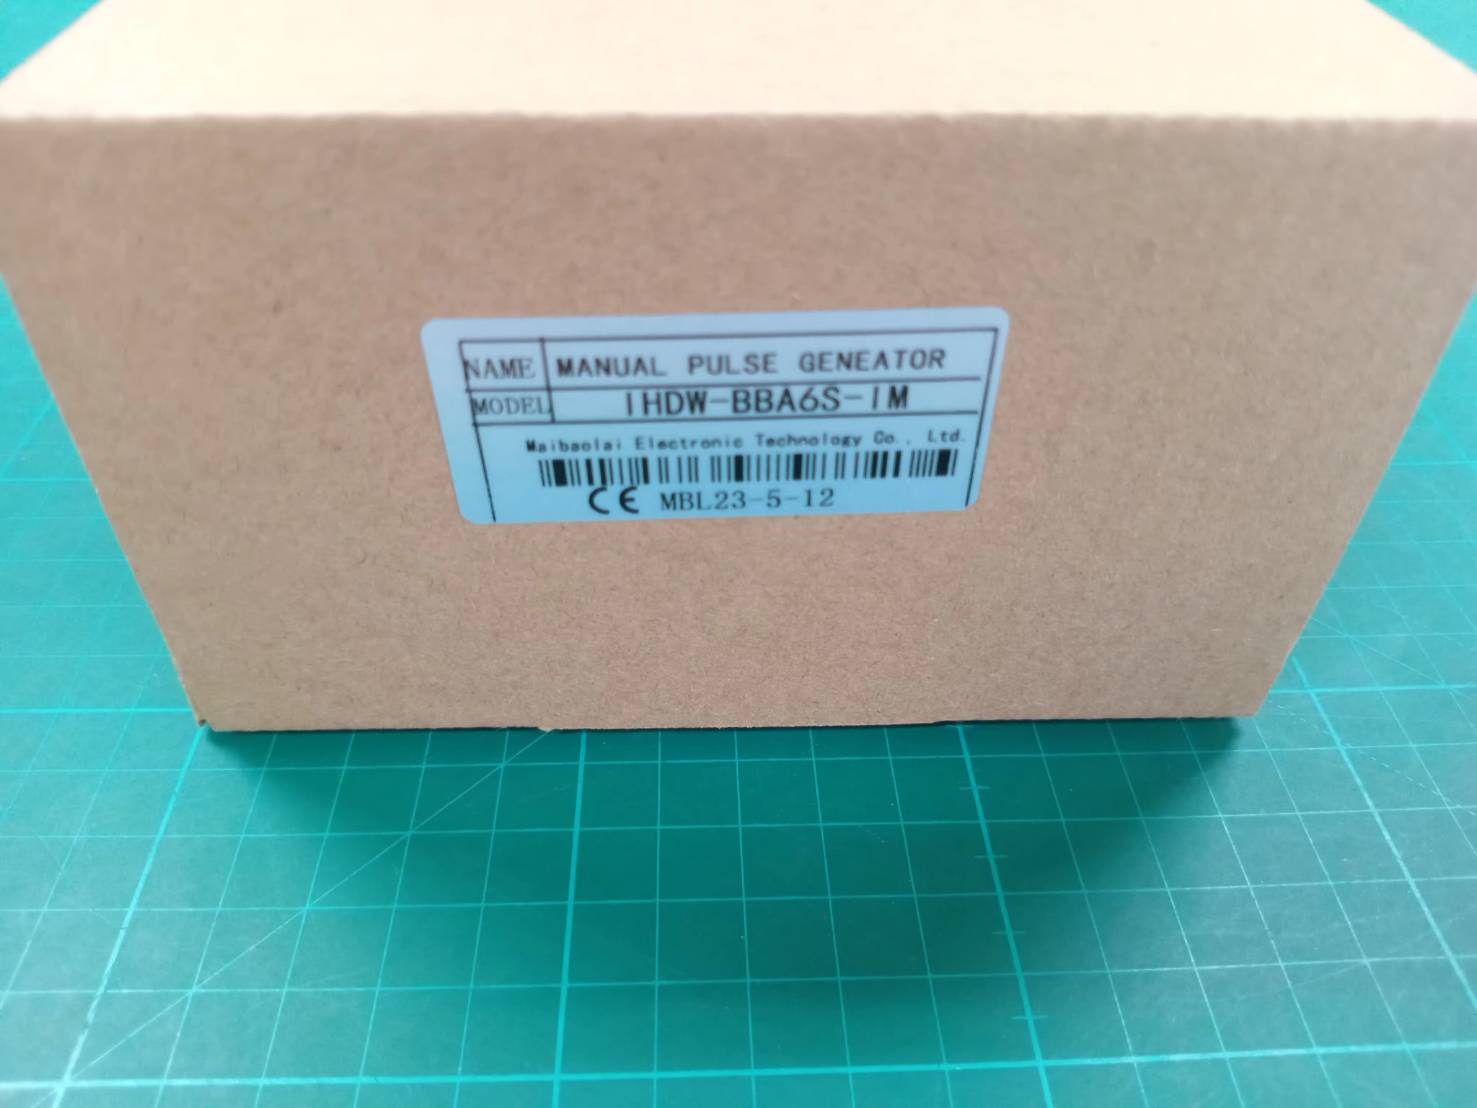 NAME MANUAL PULSE GENEATOR
MODEL IHDW-BBA6S-IM
Maibaolai Electronic Technology Co., Ltd.
CE MBL23-5-12